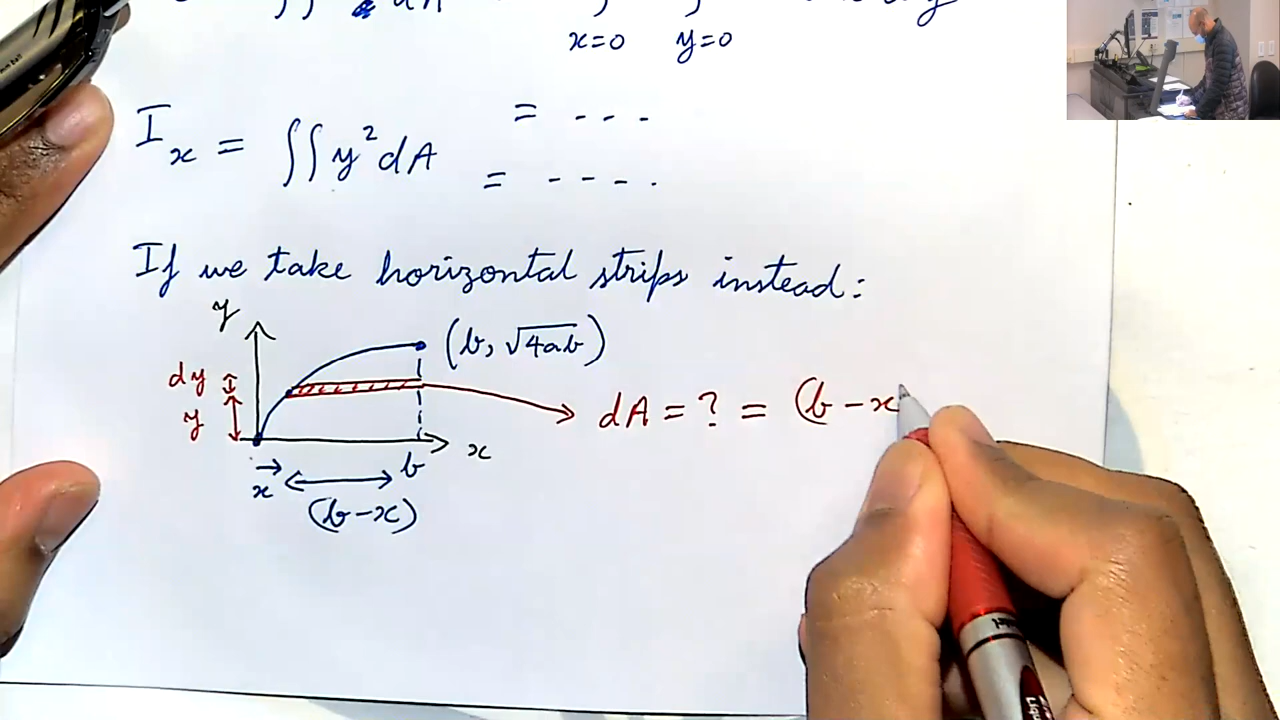 x=0 y=0
I_x = ∫∫ y² dA = - - -
= - - - .
If we take horizontal strips instead:
y
(b, √4ab)
dy
y
dA = ? = (b - x
x
x b
(b - x)